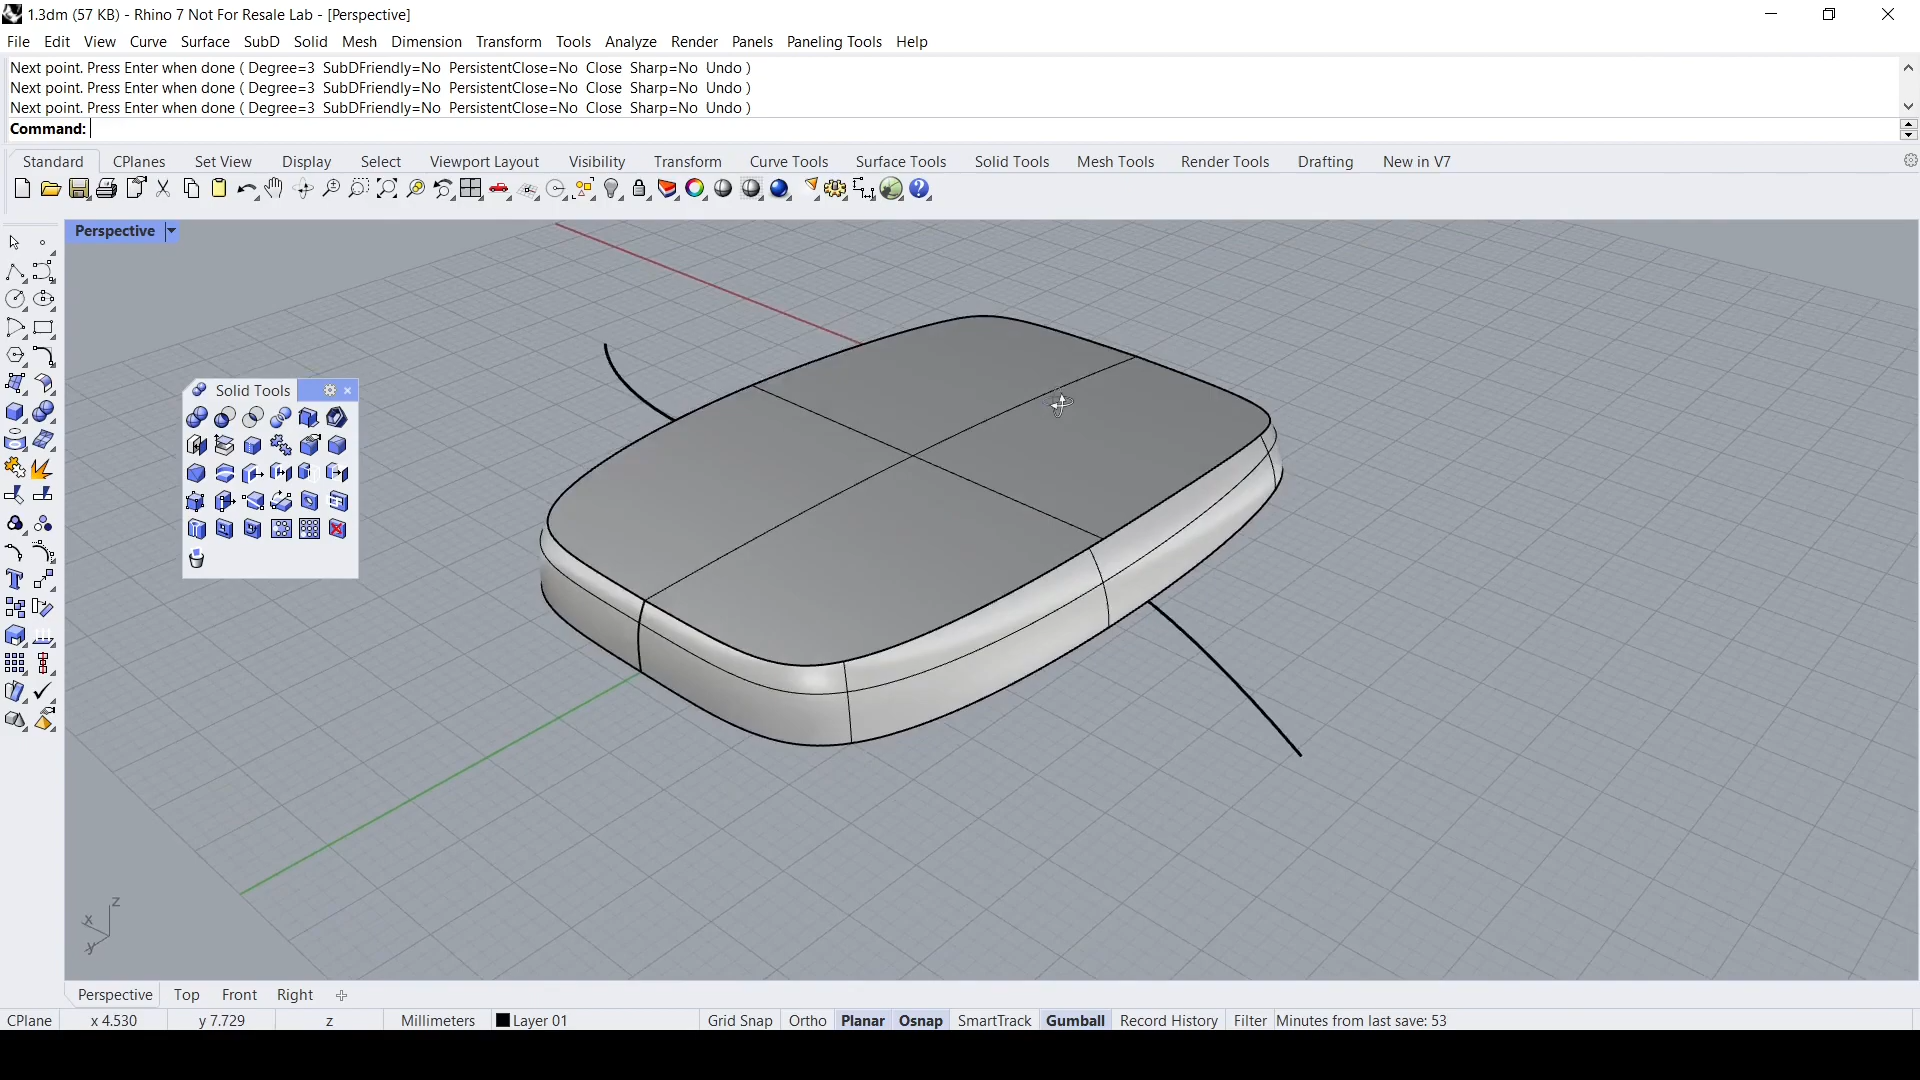 1.3dm (57 KB) - Rhino 7 Not For Resale Lab - [Perspective]
File Edit View Curve Surface SubD Solid Mesh Dimension Transform Tools Analyze Render Panels Paneling Tools Help
Next point. Press Enter when done ( Degree=3 SubDFriendly=No PersistentClose=No Close Sharp=No Undo )
Next point. Press Enter when done ( Degree=3 SubDFriendly=No PersistentClose=No Close Sharp=No Undo )
Next point. Press Enter when done ( Degree=3 SubDFriendly=No PersistentClose=No Close Sharp=No Undo )
Command:
Standard CPlanes Set View Display Select Viewport Layout Visibility Transform Curve Tools Surface Tools Solid Tools Mesh Tools Render Tools Drafting New in V7
Perspective
Solid Tools
z
x
y
Perspective Top Front Right
CPlane x 4.530 y 7.729 z Millimeters Layer 01 Grid Snap Ortho Planar Osnap SmartTrack Gumball Record History Filter Minutes from last save: 53